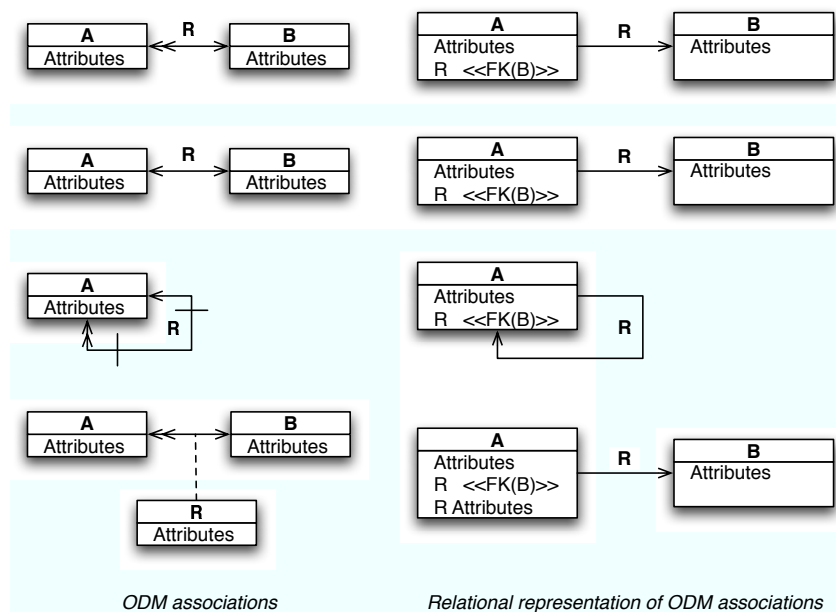 A R B
Attributes Attributes
A R B
Attributes Attributes
R <<FK(B)>>
A R B
Attributes Attributes
A R B
Attributes Attributes
R <<FK(B)>>
A
Attributes
R
A
Attributes
R <<FK(B)>>
R
A B
Attributes Attributes
R
Attributes
A R B
Attributes Attributes
R <<FK(B)>>
R Attributes
ODM associations
Relational representation of ODM associations